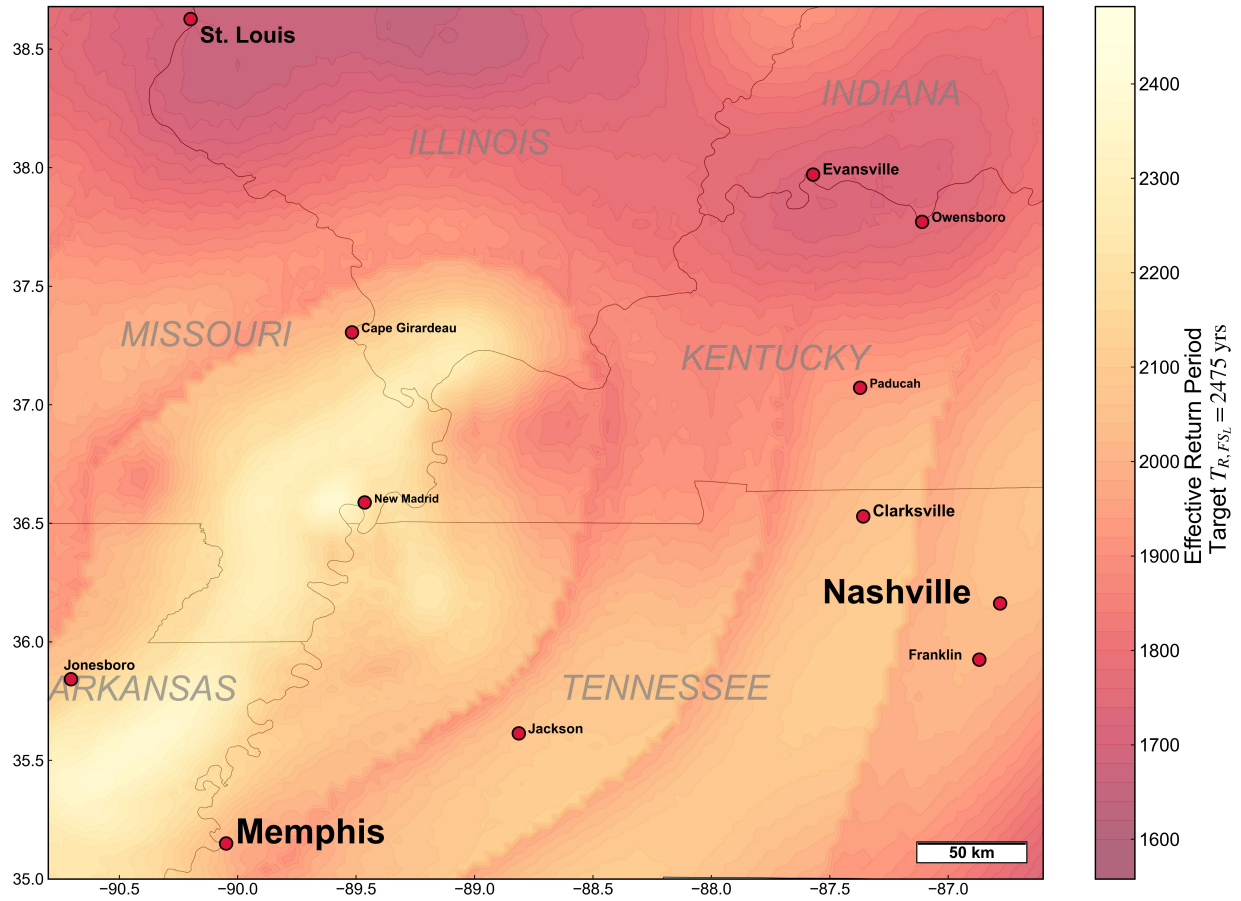 38.5
38.0
37.5
37.0
36.5
36.0
35.5
35.0
−90.5
−90.0
−89.5
−89.0
−88.5
−88.0
−87.5
−87.0
St. Louis
INDIANA
ILLINOIS
Evansville
Owensboro
MISSOURI
Cape Girardeau
KENTUCKY
Paducah
New Madrid
Clarksville
Nashville
Franklin
Jonesboro
ARKANSAS
TENNESSEE
Jackson
Memphis
50 km
2400
2300
2200
2100
2000
1900
1800
1700
1600
Effective Return Period
Target T_{R, FS_L} = 2475 yrs